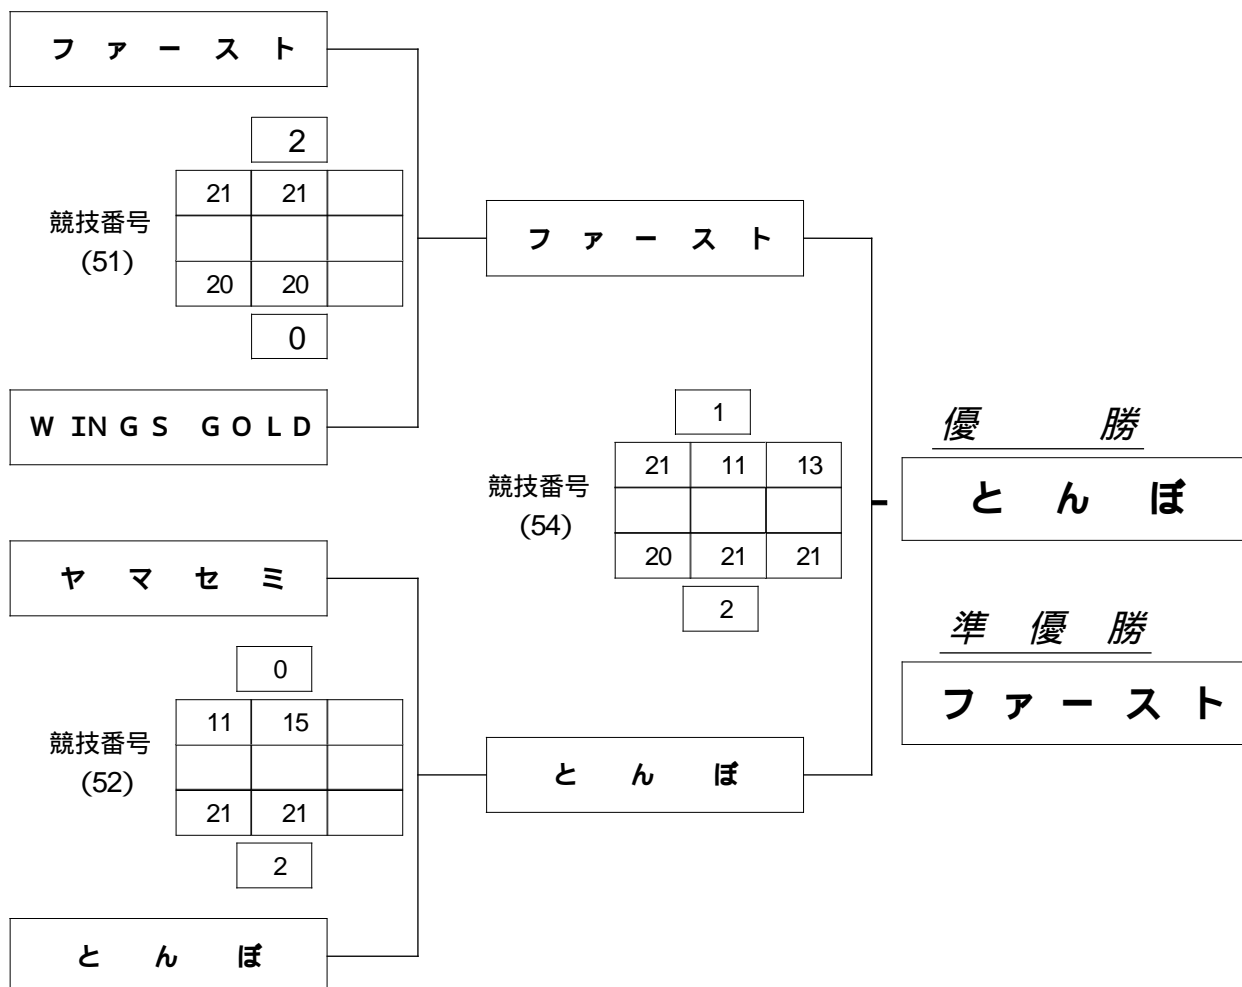 ファースト
2
21 21
競技番号
(51)
20 20
0
WINGS GOLD
ファースト
ヤマセミ
0
11 15
競技番号
(52)
21 21
2
とんぼ
とんぼ
1
21 11 13
競技番号
(54)
20 21 21
2
優勝
とんぼ
準優勝
ファースト